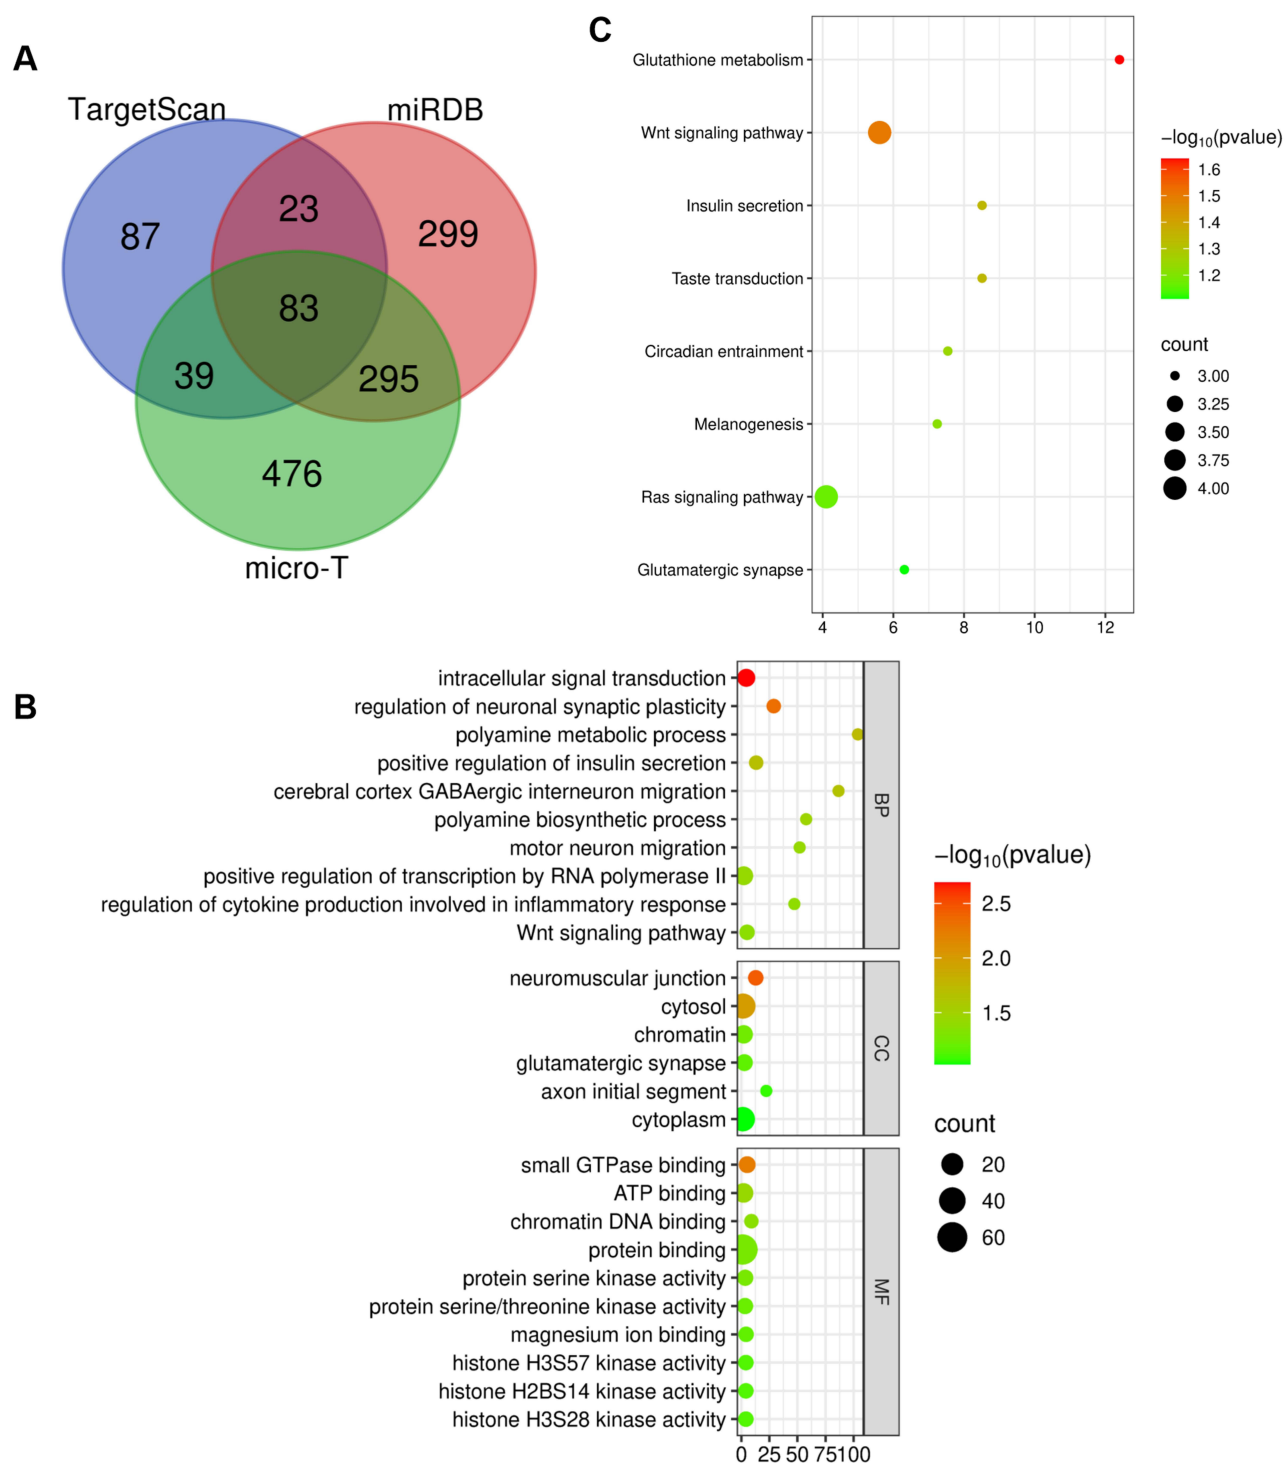 A
TargetScan
miRDB
87
23
299
83
39
295
476
micro-T
C
Glutathione metabolism
Wnt signaling pathway
Insulin secretion
Taste transduction
Circadian entrainment
Melanogenesis
Ras signaling pathway
Glutamatergic synapse
4 6 8 10 12
−log₁₀(pvalue)
1.6
1.5
1.4
1.3
1.2
count
3.00
3.25
3.50
3.75
4.00
B
intracellular signal transduction
regulation of neuronal synaptic plasticity
polyamine metabolic process
positive regulation of insulin secretion
cerebral cortex GABAergic interneuron migration
polyamine biosynthetic process
motor neuron migration
positive regulation of transcription by RNA polymerase II
regulation of cytokine production involved in inflammatory response
Wnt signaling pathway
BP
neuromuscular junction
cytosol
chromatin
glutamatergic synapse
axon initial segment
cytoplasm
CC
small GTPase binding
ATP binding
chromatin DNA binding
protein binding
protein serine kinase activity
protein serine/threonine kinase activity
magnesium ion binding
histone H3S57 kinase activity
histone H2BS14 kinase activity
histone H3S28 kinase activity
MF
0 25 50 75 100
−log₁₀(pvalue)
2.5
2.0
1.5
count
20
40
60